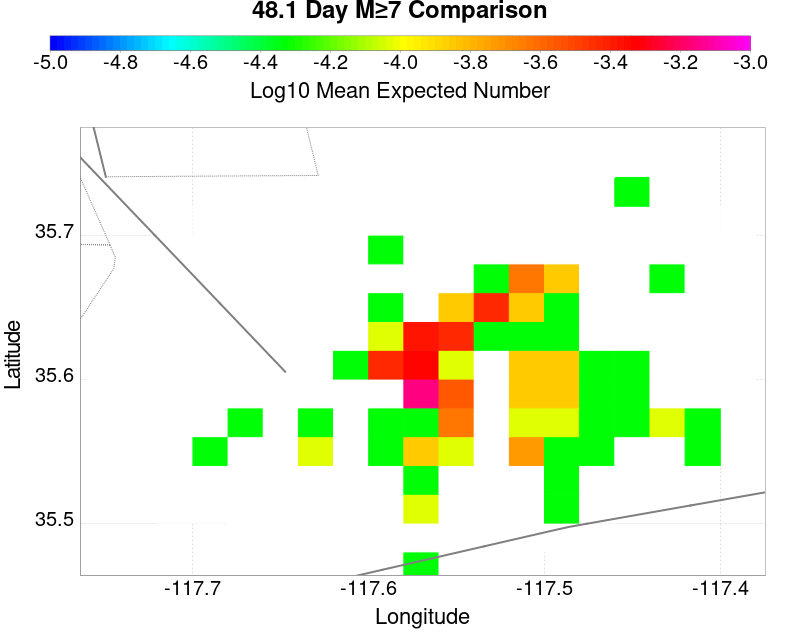 48.1 Day M≥7 Comparison
-5.0 -4.8 -4.6 -4.4 -4.2 -4.0 -3.8 -3.6 -3.4 -3.2 -3.0
Log10 Mean Expected Number
35.7
35.6
35.5
Latitude
-117.7 -117.6 -117.5 -117.4
Longitude